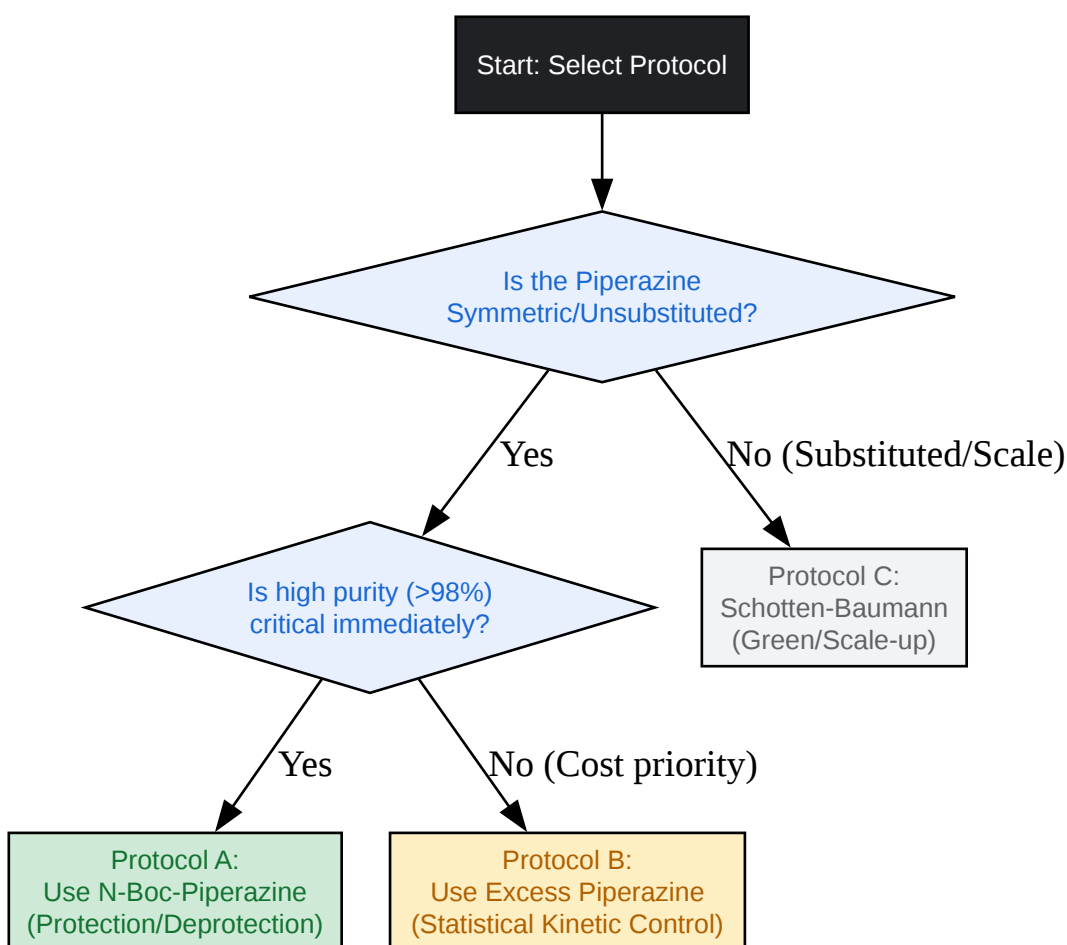 Start: Select Protocol
Is the Piperazine
Symmetric/Unsubstituted?
Yes
No (Substituted/Scale)
Is high purity (>98%)
critical immediately?
Protocol C:
Schotten-Baumann
(Green/Scale-up)
Yes
No (Cost priority)
Protocol A:
Use N-Boc-Piperazine
(Protection/Deprotection)
Protocol B:
Use Excess Piperazine
(Statistical Kinetic Control)